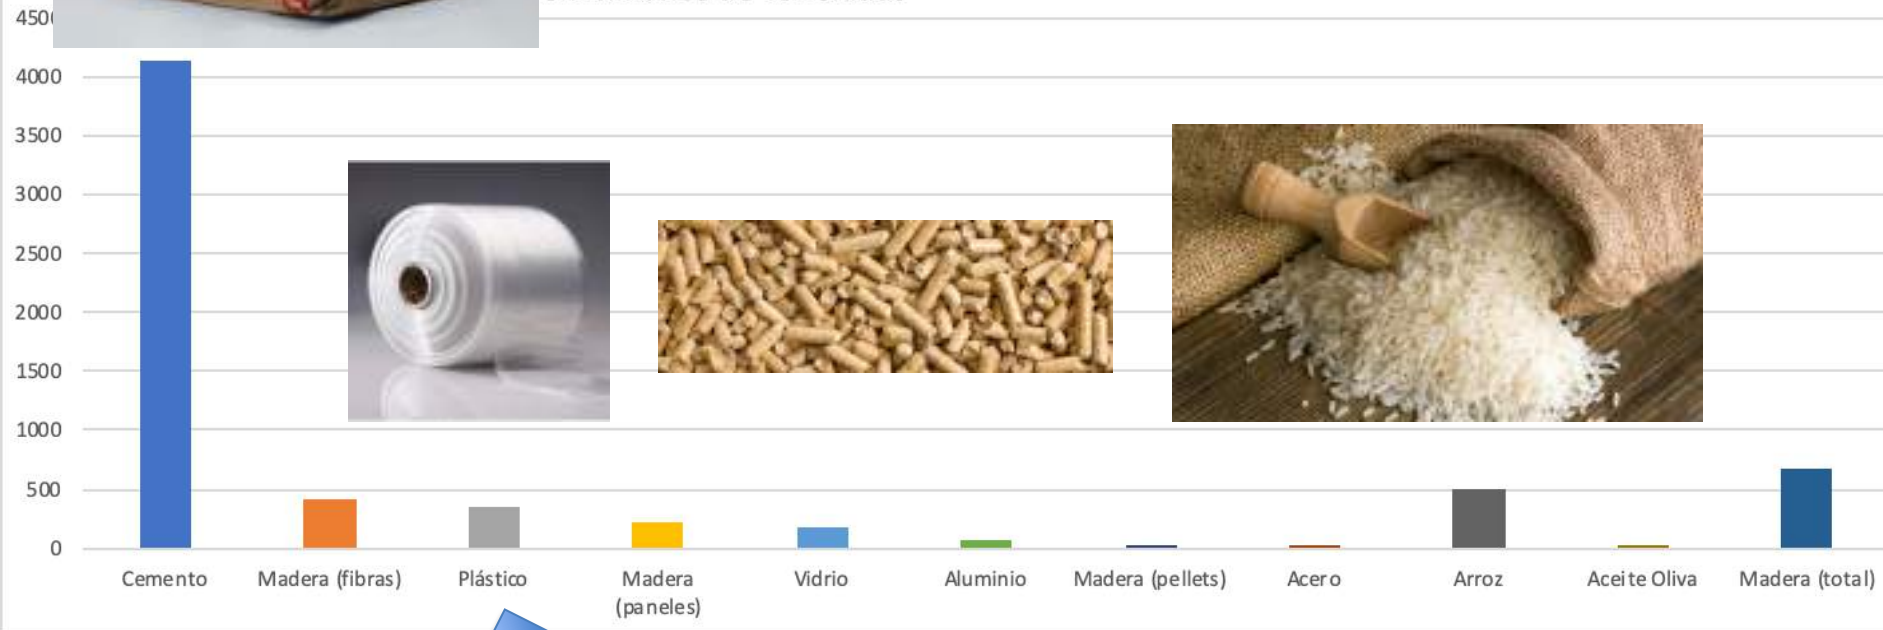 4500
4000
3500
3000
2500
2000
1500
1000
500
0
Cemento
Madera (fibras)
Plástico
Madera
(paneles)
Vidrio
Aluminio
Madera (pellets)
Acero
Arroz
Aceite Oliva
Madera (total)